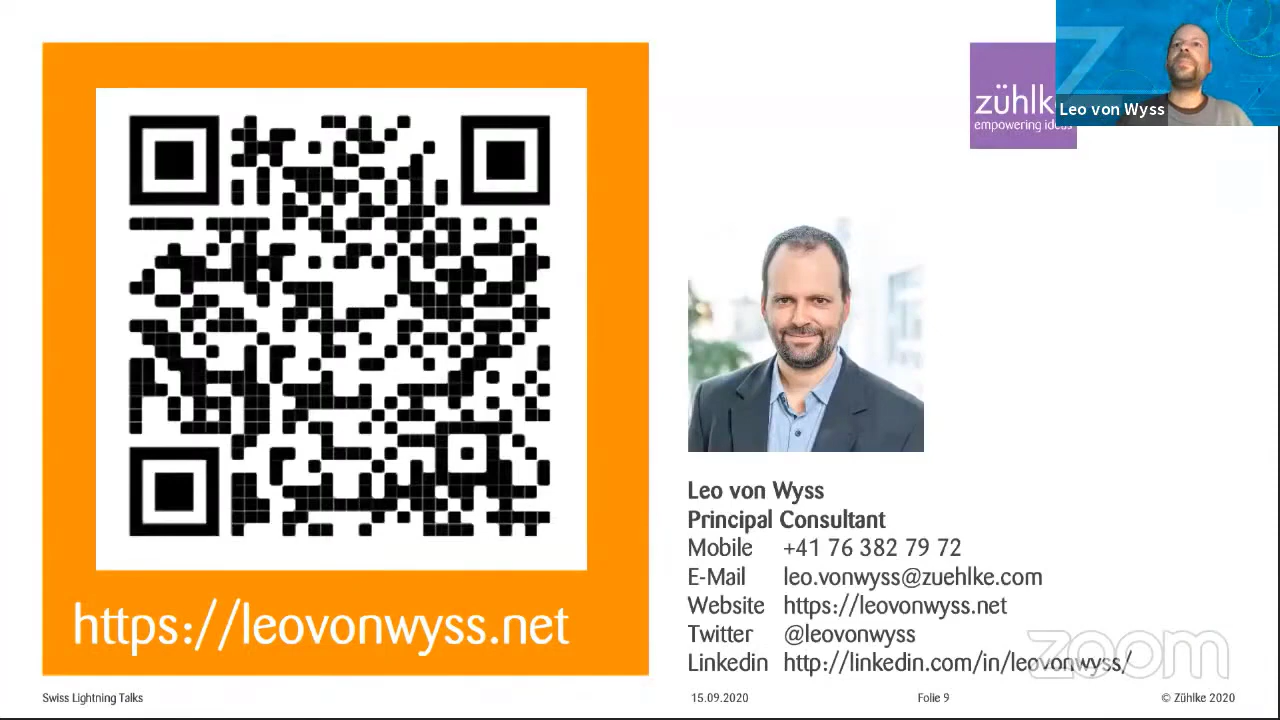 https://leovonwyss.net
zühlk
empowering ideas
Leo von Wyss
Leo von Wyss
Principal Consultant
Mobile +41 76 382 79 72
E-Mail leo.vonwyss@zuehlke.com
Website https://leovonwyss.net
Twitter @leovonwyss
Linkedin http://linkedin.com/in/leovonwyss/
zoom
Swiss Lightning Talks 15.09.2020 Folie 9 © Zühlke 2020